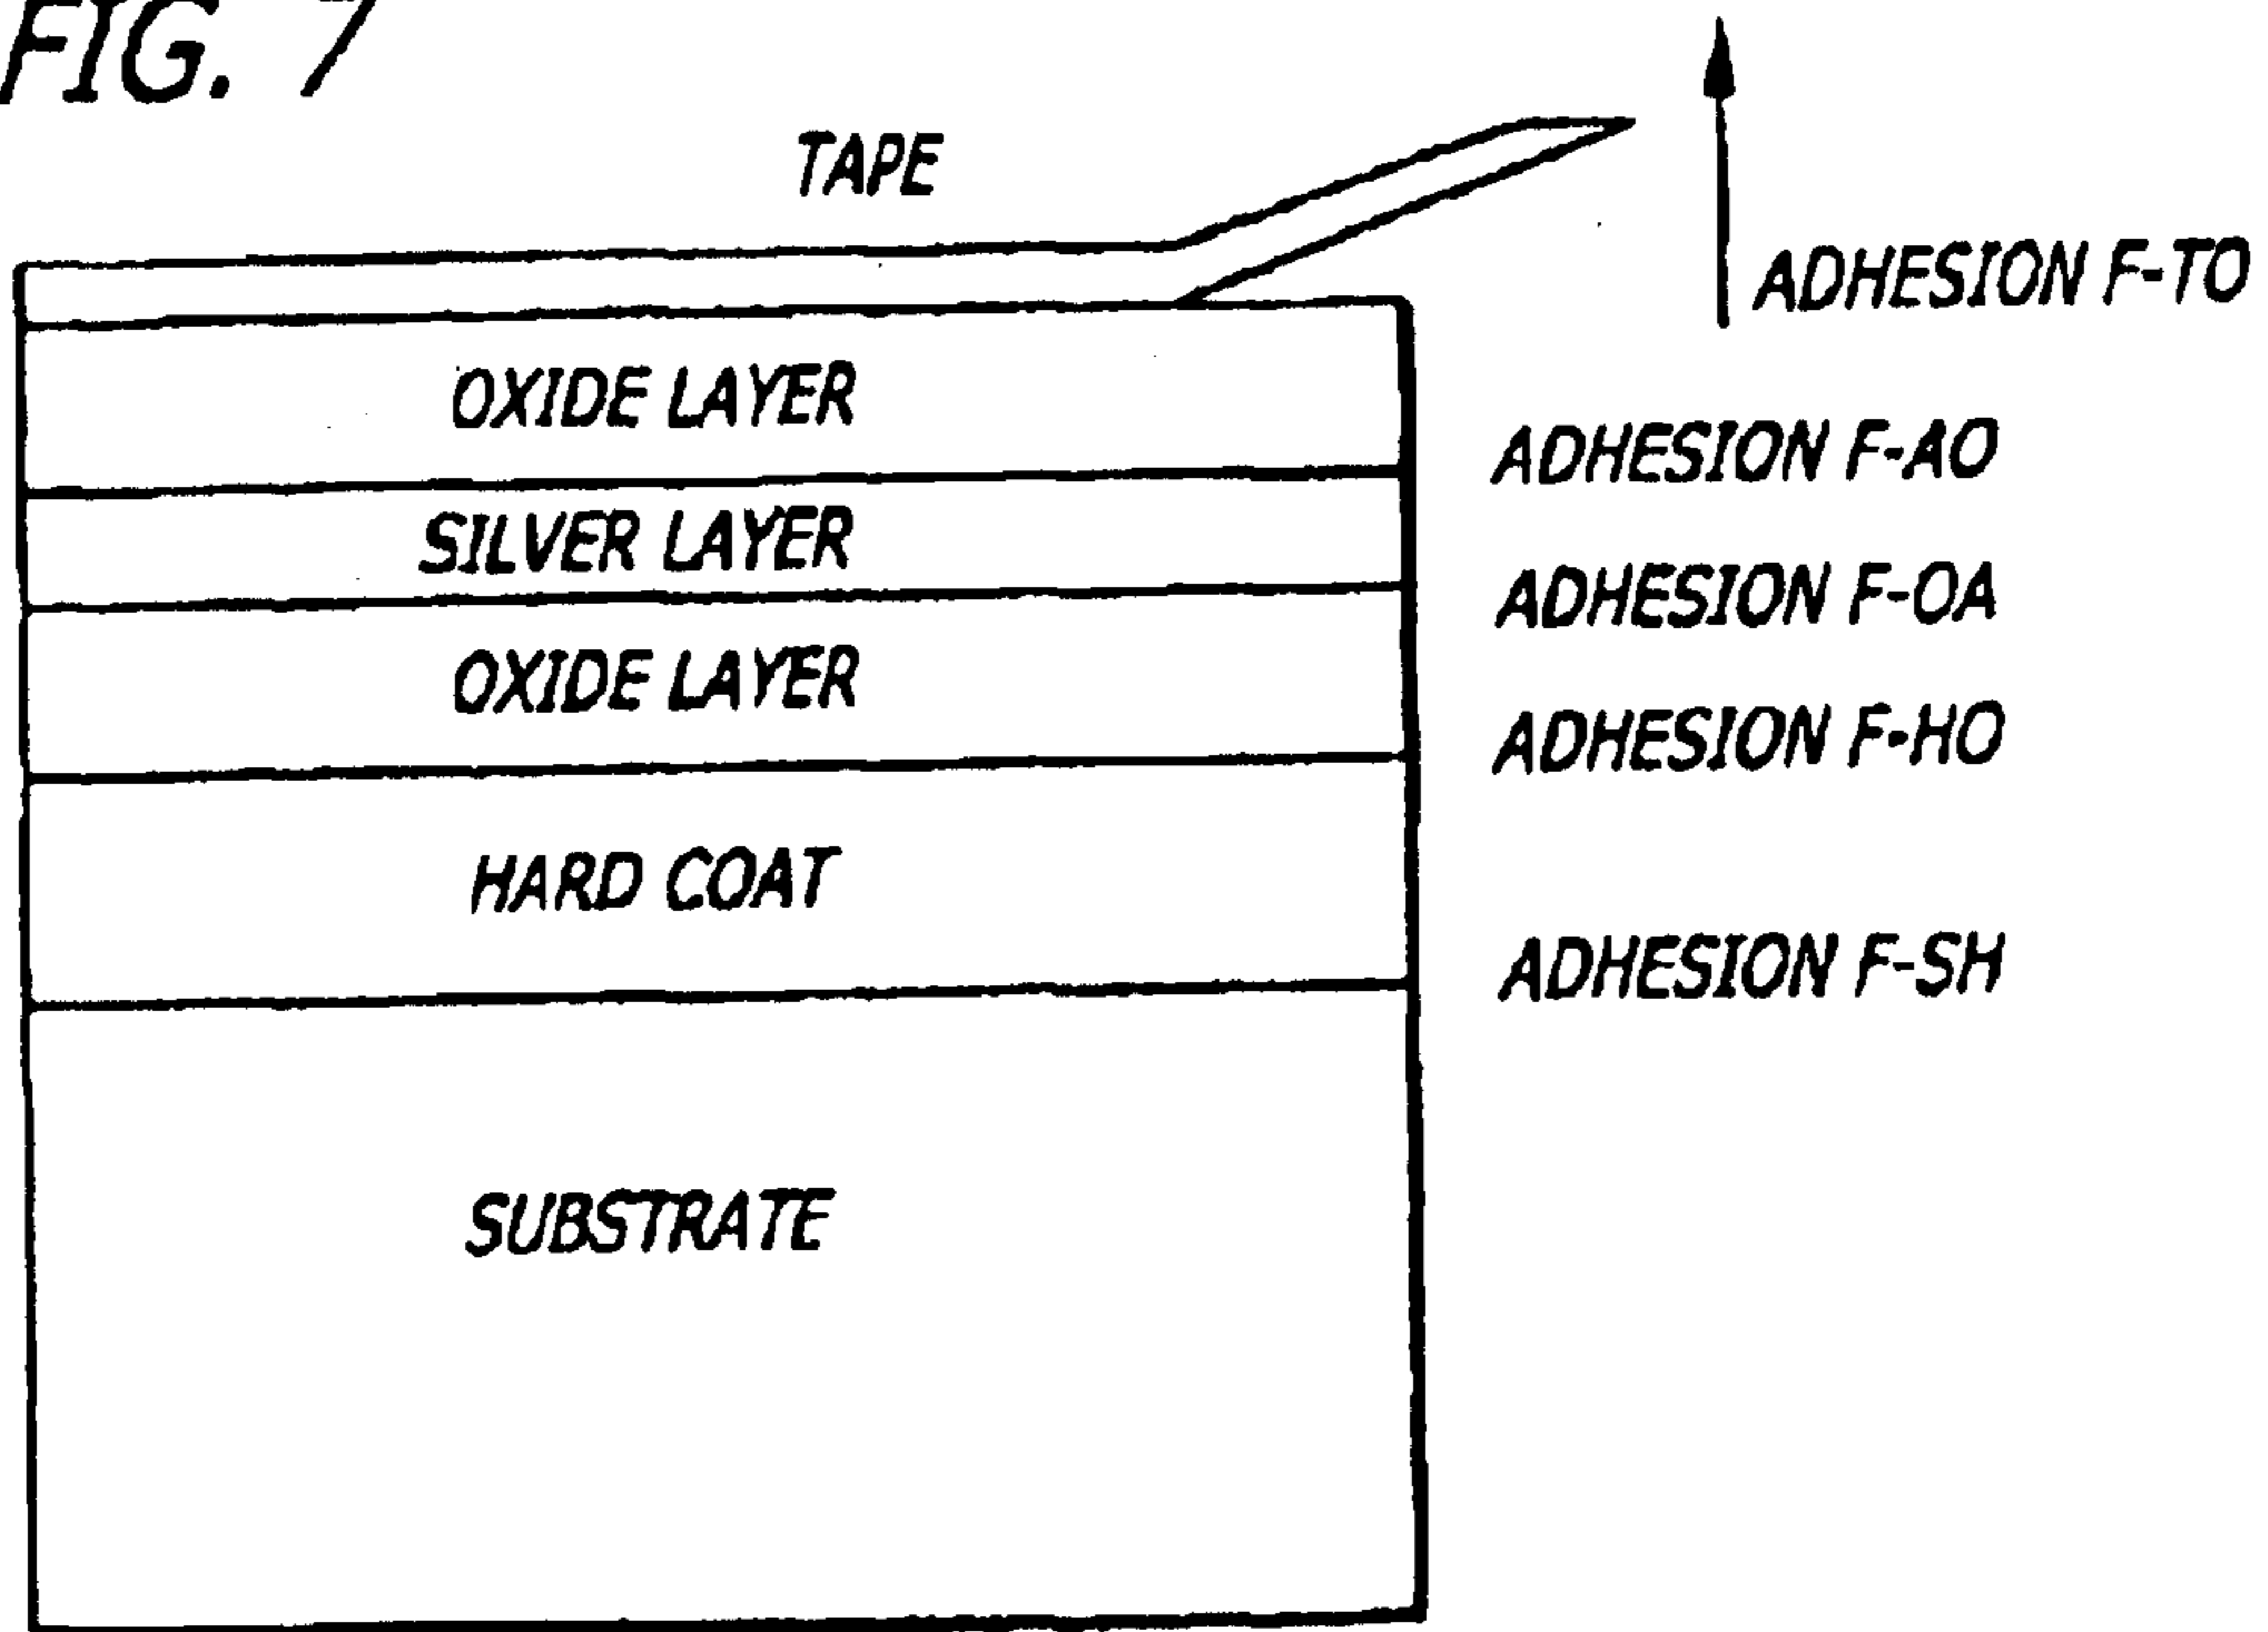 FIG. 7
TAPE
ADHESION F-TO
OXIDE LAYER
ADHESION F-AO
SILVER LAYER
ADHESION F-OA
OXIDE LAYER
ADHESION F-HO
HARD COAT
ADHESION F-SH
SUBSTRATE